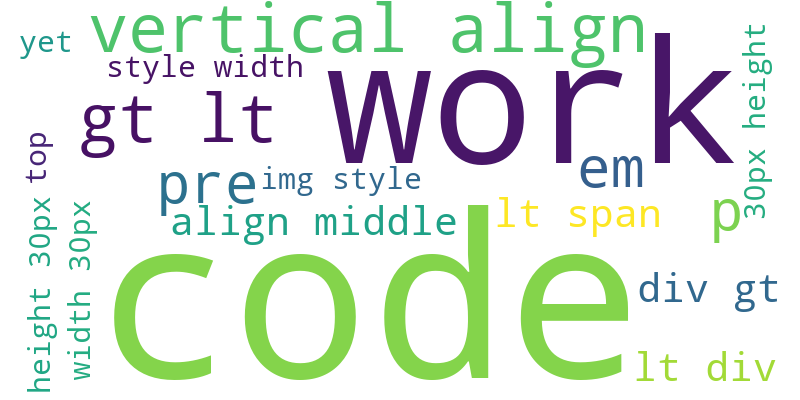 yet
vertical align
style width
work
30px height
gt lt
top
pre
img style
em
align middle
lt span
p
height 30px
width 30px
code
div gt
lt div